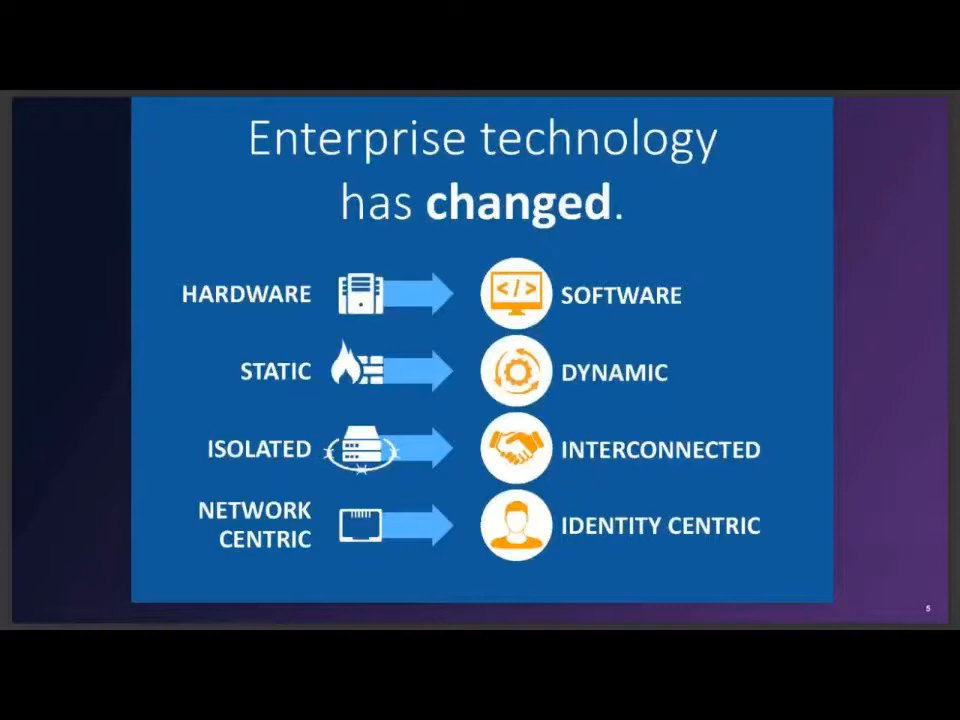 Enterprise technology
has changed.
HARDWARE
</>
SOFTWARE
STATIC
DYNAMIC
ISOLATED
INTERCONNECTED
NETWORK
CENTRIC
IDENTITY CENTRIC
5